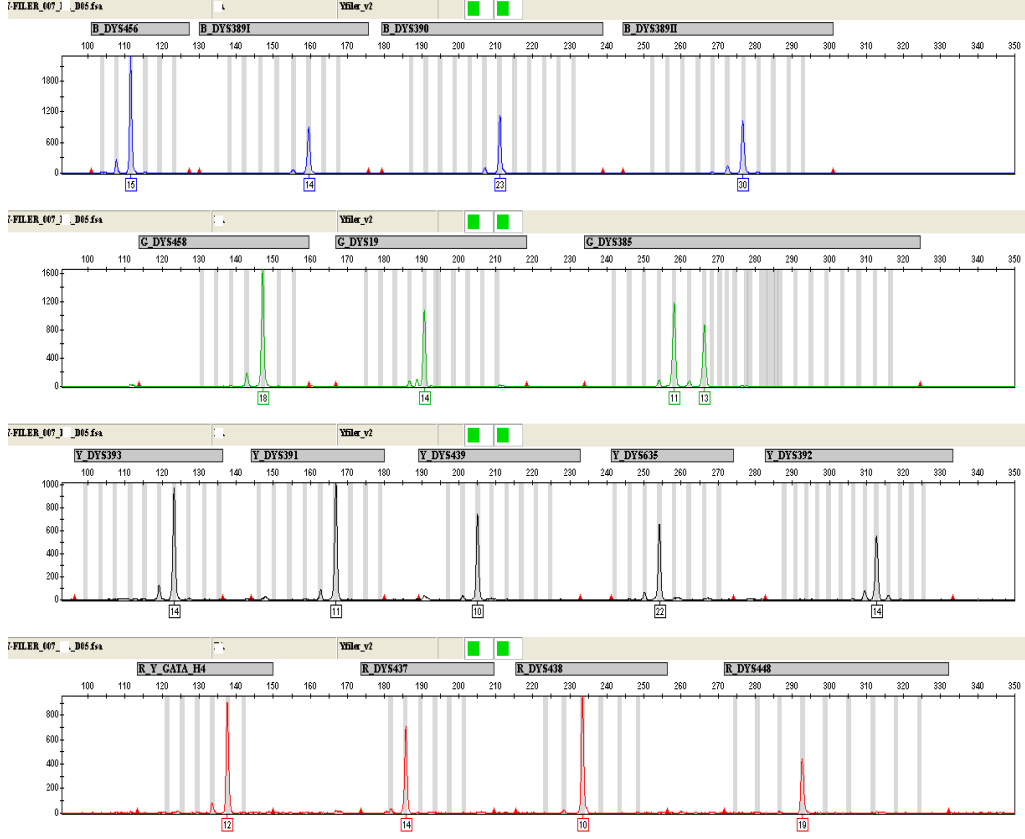 Y-FILER_007_1 _D05.fsa Yfiler_v2
B_DYS456 B_DYS389I B_DYS390 B_DYS389II
100 110 120 130 140 150 160 170 180 190 200 210 220 230 240 250 260 270 280 290 300 310 320 330 340 350
1800
1200
600
0
15 14 23 30
Y-FILER_007_1 _D05.fsa Yfiler_v2
G_DYS458 G_DYS19 G_DYS385
100 110 120 130 140 150 160 170 180 190 200 210 220 230 240 250 260 270 280 290 300 310 320 330 340 350
1600
1200
800
400
0
18 14 11 13
Y-FILER_007_1 _D05.fsa Yfiler_v2
Y_DYS393 Y_DYS391 Y_DYS439 Y_DYS635 Y_DYS392
100 110 120 130 140 150 160 170 180 190 200 210 220 230 240 250 260 270 280 290 300 310 320 330 340 350
1000
800
600
400
200
0
14 11 10 22 14
Y-FILER_007_ _D05.fsa Yfiler_v2
R_Y_GATA_H4 R_DYS437 R_DYS438 R_DYS448
100 110 120 130 140 150 160 170 180 190 200 210 220 230 240 250 260 270 280 290 300 310 320 330 340 350
800
600
400
200
0
12 14 10 19